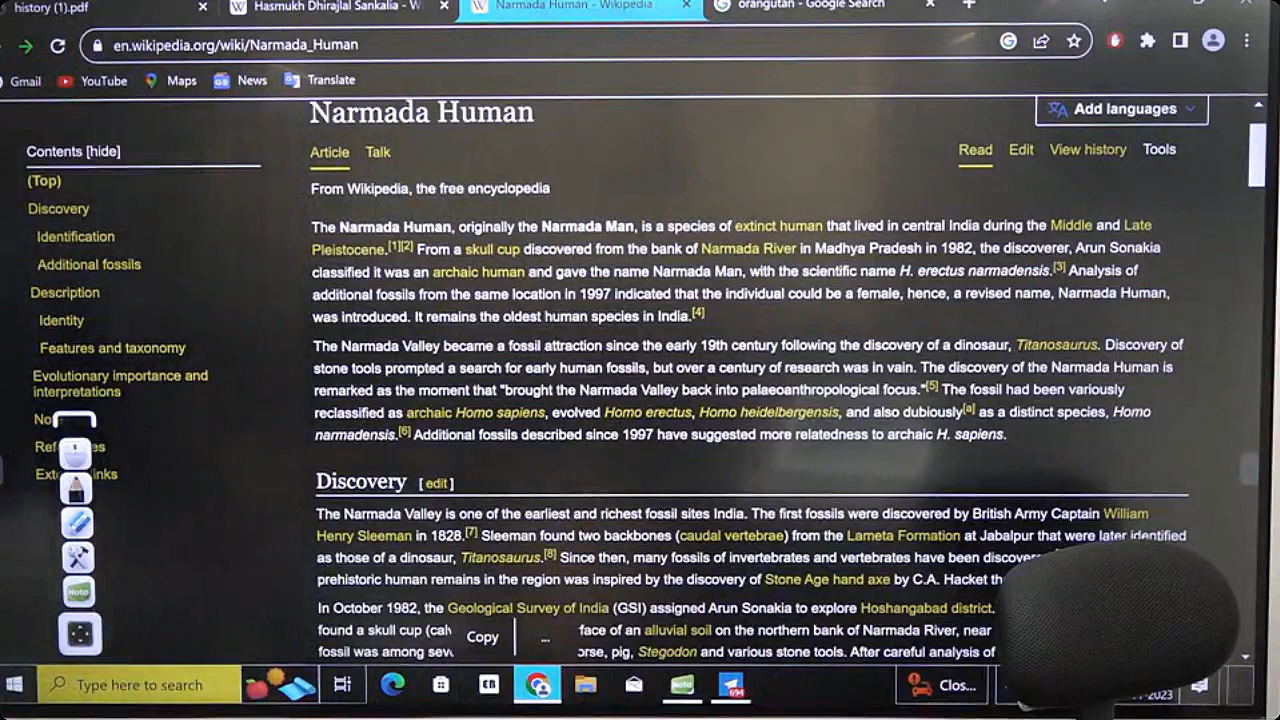 history (1).pdf
Hasmukh Dhirajlal Sankalia - W
Narmada Human - Wikipedia
orangutan - Google Search
en.wikipedia.org/wiki/Narmada_Human
Gmail
YouTube
Maps
News
Translate
Narmada Human
Add languages
Contents [hide]
Article
Talk
Read
Edit
View history
Tools
(Top)
From Wikipedia, the free encyclopedia
Discovery
Identification
Additional fossils
Description
Identity
Features and taxonomy
Evolutionary importance and
interpretations
The Narmada Human, originally the Narmada Man, is a species of extinct human that lived in central India during the Middle and Late
Pleistocene.[1][2] From a skull cup discovered from the bank of Narmada River in Madhya Pradesh in 1982, the discoverer, Arun Sonakia
classified it was an archaic human and gave the name Narmada Man, with the scientific name H. erectus narmadensis.[3] Analysis of
additional fossils from the same location in 1997 indicated that the individual could be a female, hence, a revised name, Narmada Human,
was introduced. It remains the oldest human species in India.[4]
The Narmada Valley became a fossil attraction since the early 19th century following the discovery of a dinosaur, Titanosaurus. Discovery of
stone tools prompted a search for early human fossils, but over a century of research was in vain. The discovery of the Narmada Human is
remarked as the moment that "brought the Narmada Valley back into palaeoanthropological focus."[5] The fossil had been variously
reclassified as archaic Homo sapiens, evolved Homo erectus, Homo heidelbergensis, and also dubiously[a] as a distinct species, Homo
narmadensis.[6] Additional fossils described since 1997 have suggested more relatedness to archaic H. sapiens.
Discovery [edit]
The Narmada Valley is one of the earliest and richest fossil sites India. The first fossils were discovered by British Army Captain William
Henry Sleeman in 1828.[7] Sleeman found two backbones (caudal vertebrae) from the Lameta Formation at Jabalpur that were later identified
as those of a dinosaur, Titanosaurus.[8] Since then, many fossils of invertebrates and vertebrates have been
prehistoric human remains in the region was inspired by the discovery of Stone Age hand axe by C.A. Hacket
In October 1982, the Geological Survey of India (GSI) assigned Arun Sonakia to explore Hoshangabad district.
found a skull cup face of an alluvial soil on the northern bank of Narmada River, near
fossil was among pig, Stegodon and various stone tools. After careful analysis of
Copy
...
Noto
Type here to search
Clos...
694
2023